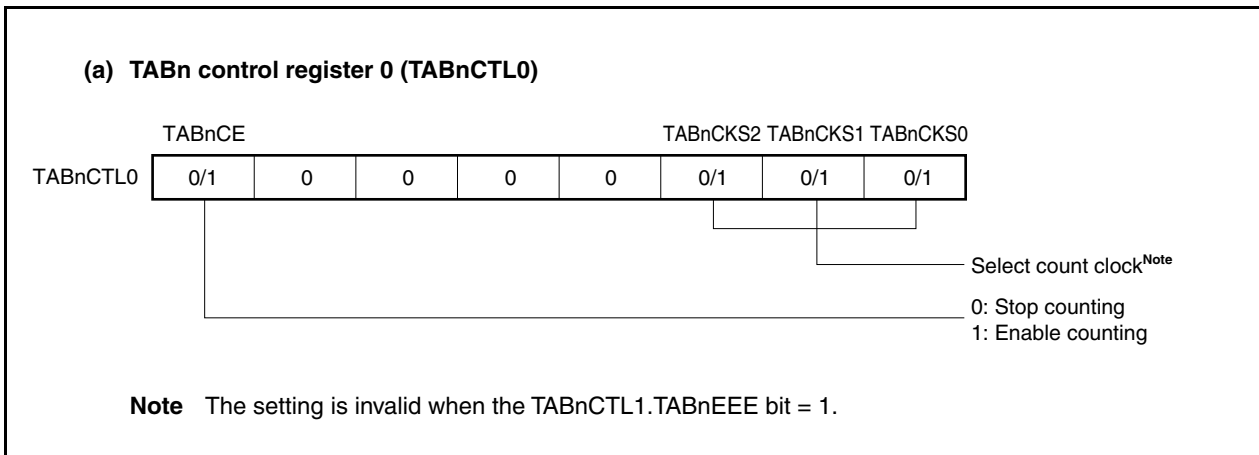 (a) TABn control register 0 (TABnCTL0)
TABnCE TABnCKS2 TABnCKS1 TABnCKS0
TABnCTL0 0/1 0 0 0 0 0/1 0/1 0/1
Select count clockNote
0: Stop counting
1: Enable counting
Note The setting is invalid when the TABnCTL1.TABnEEE bit = 1.